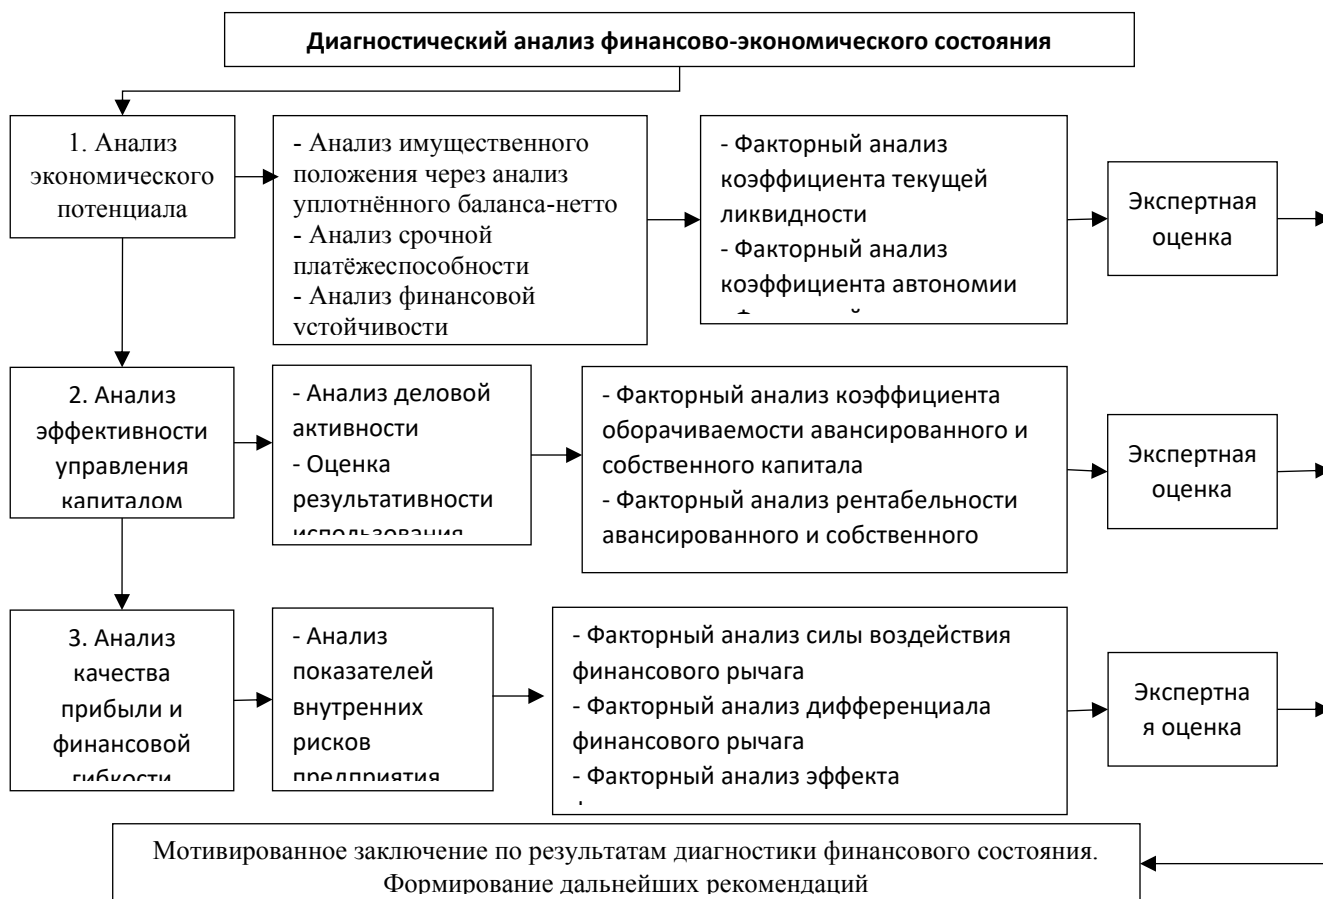 Диагностический анализ финансово-экономического состояния
1. Анализ
экономического
потенциала
- Анализ имущественного
положения через анализ
уплотнённого баланса-нетто
- Анализ срочной
платёжеспособности
- Анализ финансовой
устойчивости
- Факторный анализ
коэффициента текущей
ликвидности
- Факторный анализ
коэффициента автономии
Экспертная
оценка
2. Анализ
эффективности
управления
капиталом
- Анализ деловой
активности
- Оценка
результативности
использования
- Факторный анализ коэффициента
оборачиваемости авансированного и
собственного капитала
- Факторный анализ рентабельности
авансированного и собственного
Экспертная
оценка
3. Анализ
качества
прибыли и
финансовой
гибкости
- Анализ
показателей
внутренних
рисков
предприятия
- Факторный анализ силы воздействия
финансового рычага
- Факторный анализ дифференциала
финансового рычага
- Факторный анализ эффекта
Экспертна
я оценка
Мотивированное заключение по результатам диагностики финансового состояния.
Формирование дальнейших рекомендаций